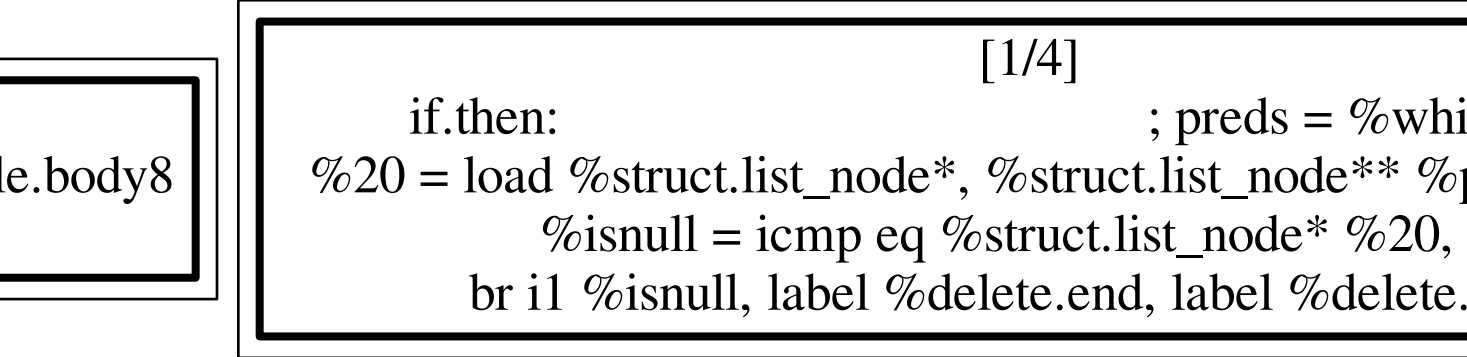 le.body8
[1/4]
if.then: ; preds = %whi
%20 = load %struct.list_node*, %struct.list_node** %p
%isnull = icmp eq %struct.list_node* %20,
br i1 %isnull, label %delete.end, label %delete.